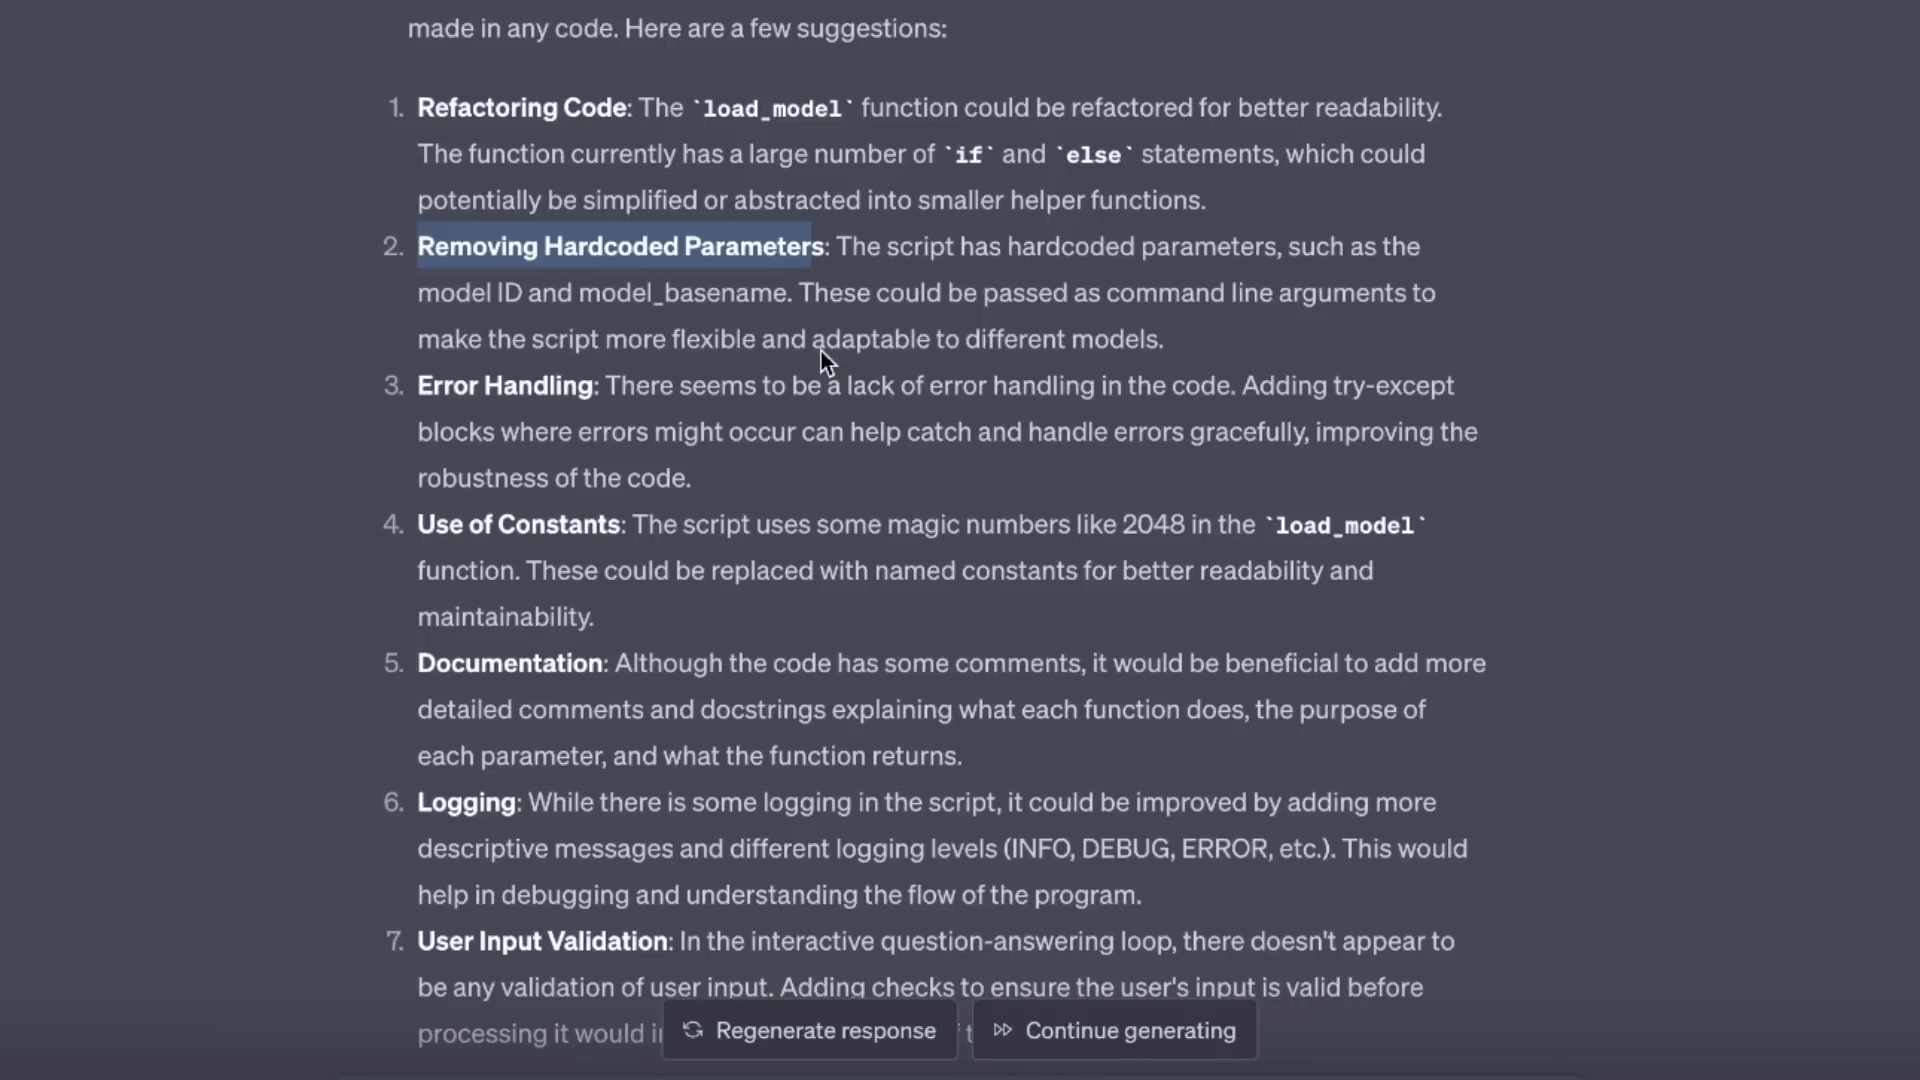 made in any code. Here are a few suggestions:
1. Refactoring Code: The `load_model` function could be refactored for better readability.
The function currently has a large number of `if` and `else` statements, which could
potentially be simplified or abstracted into smaller helper functions.
2. Removing Hardcoded Parameters: The script has hardcoded parameters, such as the
model ID and model_basename. These could be passed as command line arguments to
make the script more flexible and adaptable to different models.
3. Error Handling: There seems to be a lack of error handling in the code. Adding try-except
blocks where errors might occur can help catch and handle errors gracefully, improving the
robustness of the code.
4. Use of Constants: The script uses some magic numbers like 2048 in the `load_model`
function. These could be replaced with named constants for better readability and
maintainability.
5. Documentation: Although the code has some comments, it would be beneficial to add more
detailed comments and docstrings explaining what each function does, the purpose of
each parameter, and what the function returns.
6. Logging: While there is some logging in the script, it could be improved by adding more
descriptive messages and different logging levels (INFO, DEBUG, ERROR, etc.). This would
help in debugging and understanding the flow of the program.
7. User Input Validation: In the interactive question-answering loop, there doesn't appear to
be any validation of user input. Adding checks to ensure the user's input is valid before
processing it would
Regenerate response
Continue generating